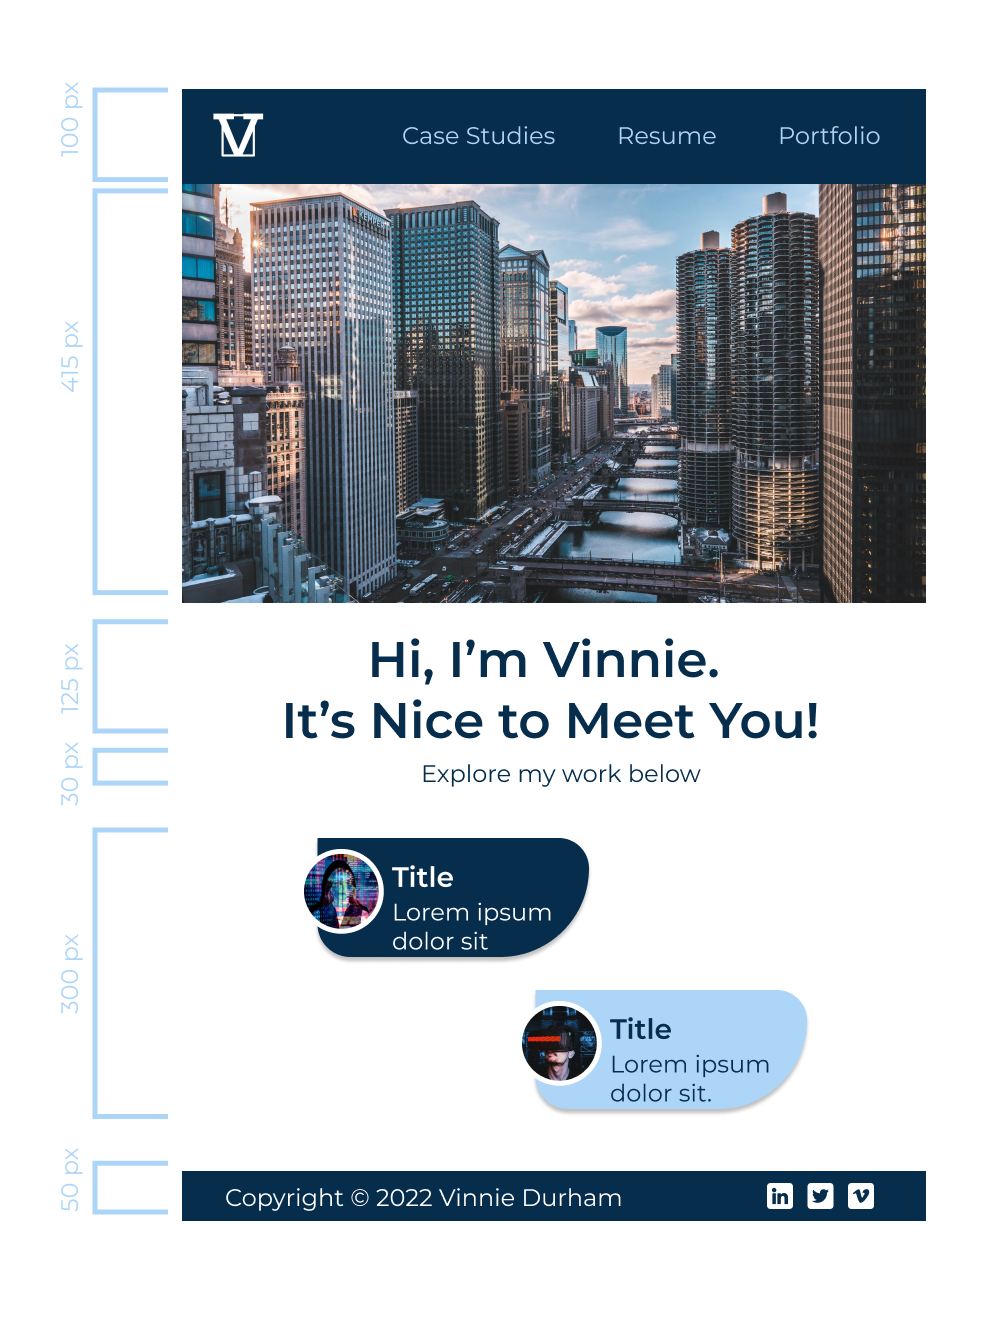 100 px
V
Case Studies Resume Portfolio
KEMPER
415 px
Hi, I’m Vinnie.
125 px
It’s Nice to Meet You!
30 px
Explore my work below
Title
Lorem ipsum
dolor sit
300 px
Title
Lorem ipsum
dolor sit.
50 px
Copyright © 2022 Vinnie Durham
in